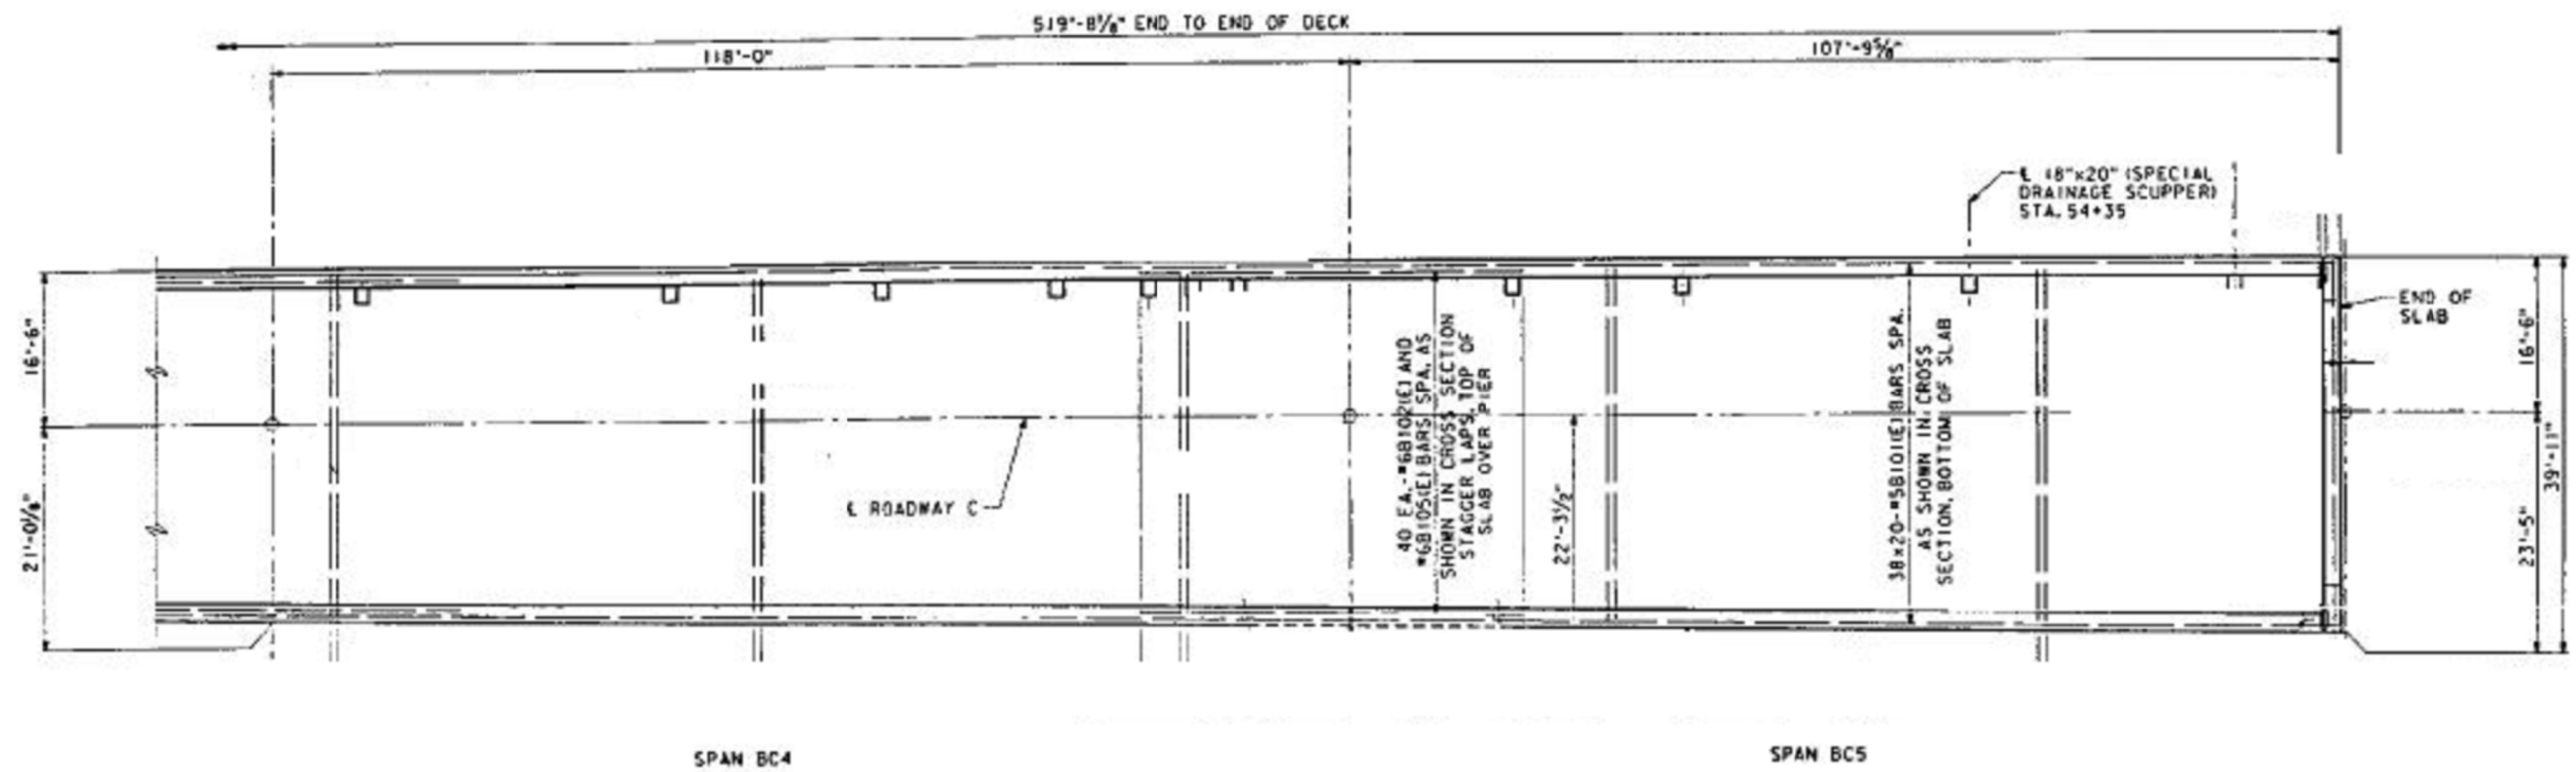 519'-8⅜" END TO END OF DECK
118'-0"
107'-9⅝"
℄ 18"x20" (SPECIAL
DRAINAGE SCUPPER)
STA. 54+35
END OF
SLAB
16'-6"
21'-0⅛"
℄ ROADWAY C
40 EA.-#6B102(E) AND
#6B105(E) BARS SPA. AS
SHOWN IN CROSS SECTION
STAGGER LAPS, TOP OF
SLAB OVER PIER
22'-3½"
38x20-#5B101(E) BARS SPA.
AS SHOWN IN CROSS
SECTION, BOTTOM OF SLAB
16'-6"
23'-5"
39'-11"
SPAN BC4
SPAN BC5